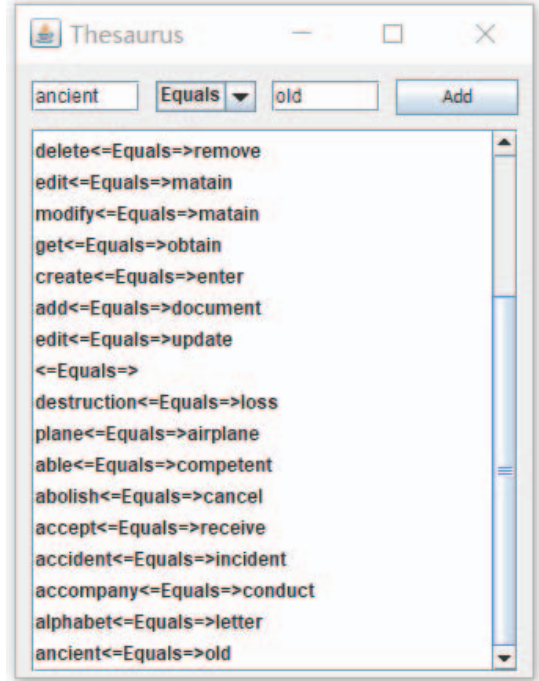 Thesaurus
ancient Equals old Add
delete<=Equals=>remove
edit<=Equals=>matain
modify<=Equals=>matain
get<=Equals=>obtain
create<=Equals=>enter
add<=Equals=>document
edit<=Equals=>update
<=Equals=>
destruction<=Equals=>loss
plane<=Equals=>airplane
able<=Equals=>competent
abolish<=Equals=>cancel
accept<=Equals=>receive
accident<=Equals=>incident
accompany<=Equals=>conduct
alphabet<=Equals=>letter
ancient<=Equals=>old